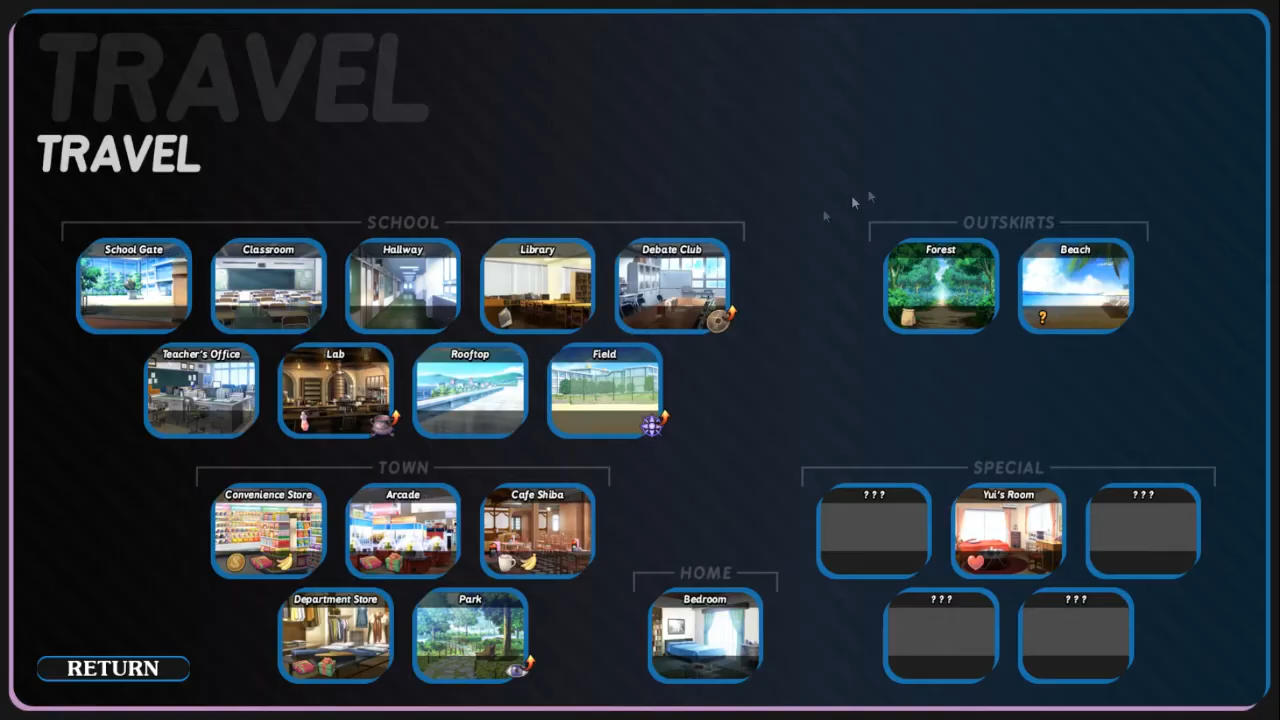 TRAVEL
TRAVEL
SCHOOL
OUTSKIRTS
School Gate
Classroom
Hallway
Library
Debate Club
Forest
Beach
?
Teacher's Office
Lab
Rooftop
Field
TOWN
SPECIAL
Convenience Store
Arcade
Cafe Shiba
? ? ?
Yui's Room
? ? ?
HOME
Department Store
Park
Bedroom
? ? ?
? ? ?
RETURN